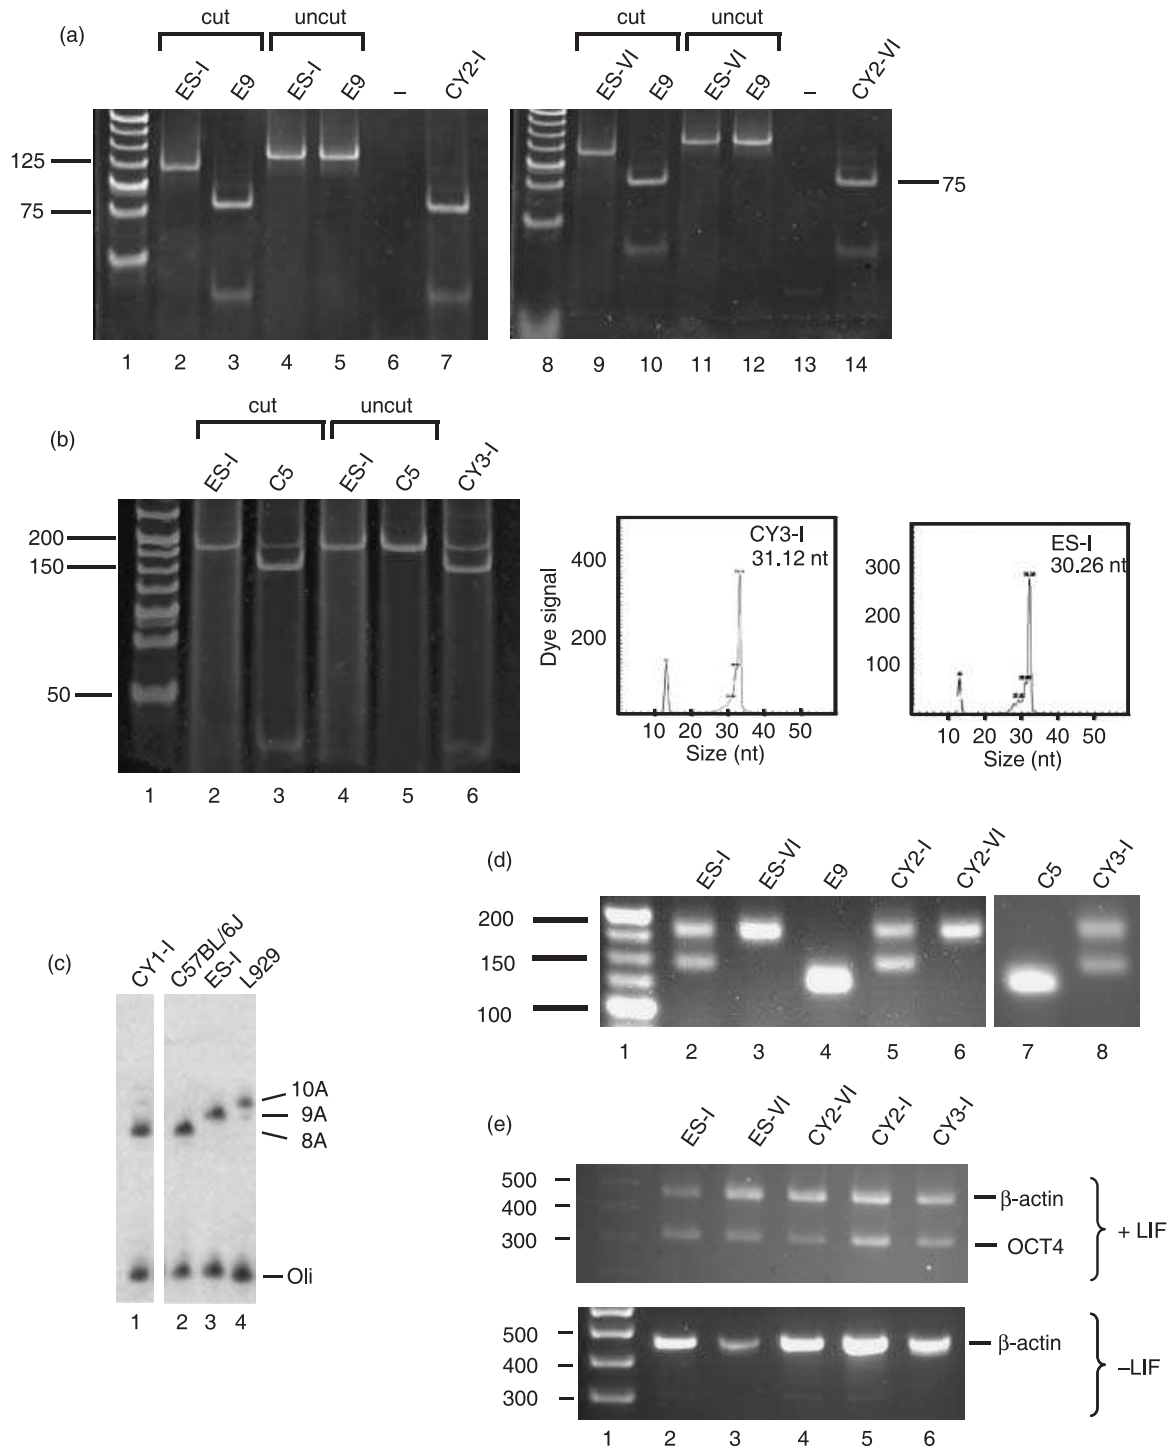 (a)
cut
uncut
ES-I
E9
ES-I
E9
–
CY2-I
125
75
1 2 3 4 5 6 7
cut
uncut
ES-VI
E9
ES-VI
E9
–
CY2-VI
75
8 9 10 11 12 13 14
(b)
cut
uncut
ES-I
C5
ES-I
C5
CY3-I
200
150
50
1 2 3 4 5 6
CY3-I
31.12 nt
Dye signal
400
200
10 20 30 40 50
Size (nt)
ES-I
30.26 nt
300
200
100
10 20 30 40 50
Size (nt)
(c)
CY1-I
C57BL/6J
ES-I
L929
10A
9A
8A
Oli
1 2 3 4
(d)
ES-I
ES-VI
E9
CY2-I
CY2-VI
C5
CY3-I
200
150
100
1 2 3 4 5 6 7 8
(e)
ES-I
ES-VI
CY2-VI
CY2-I
CY3-I
500
400
300
β-actin
OCT4
+ LIF
500
400
300
β-actin
–LIF
1 2 3 4 5 6